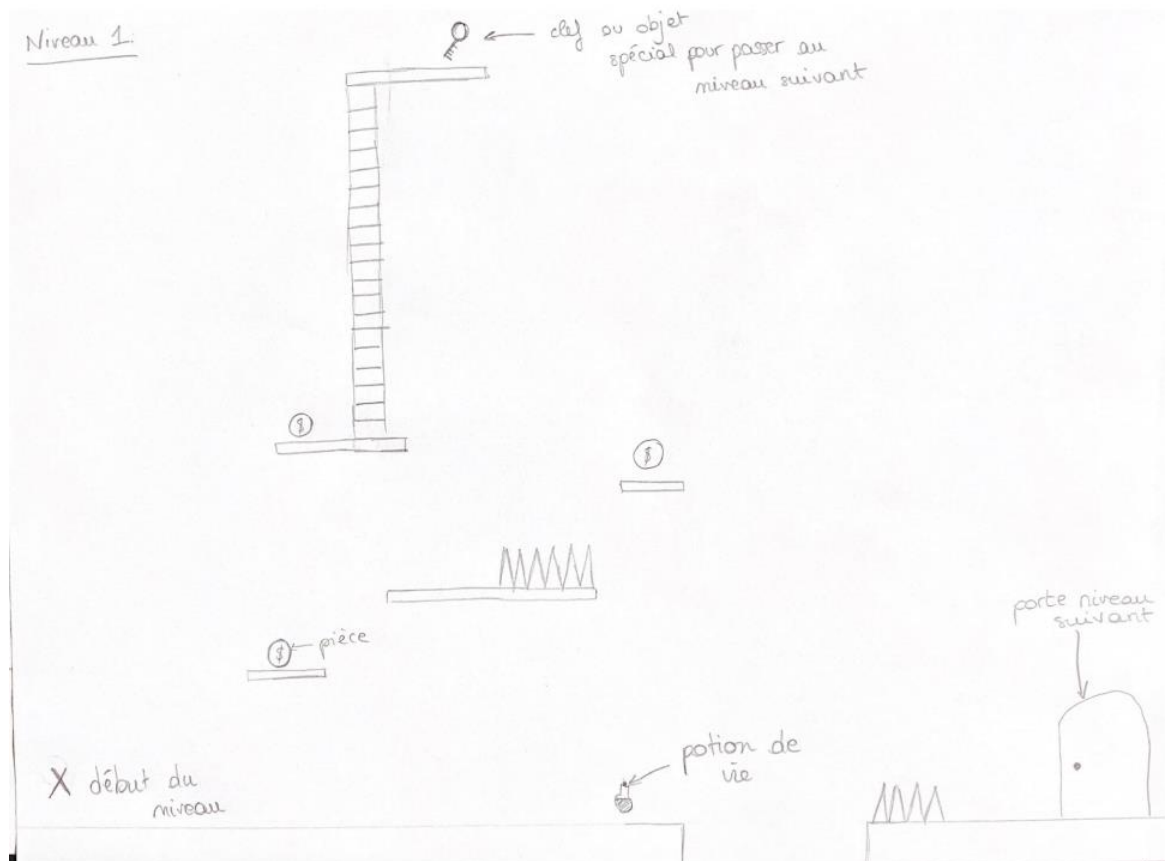 Niveau 1.
clef ou objet
spécial pour passer au
niveau suivant
$
$
$
pièce
porte niveau
suivant
potion de
vie
X début du
niveau